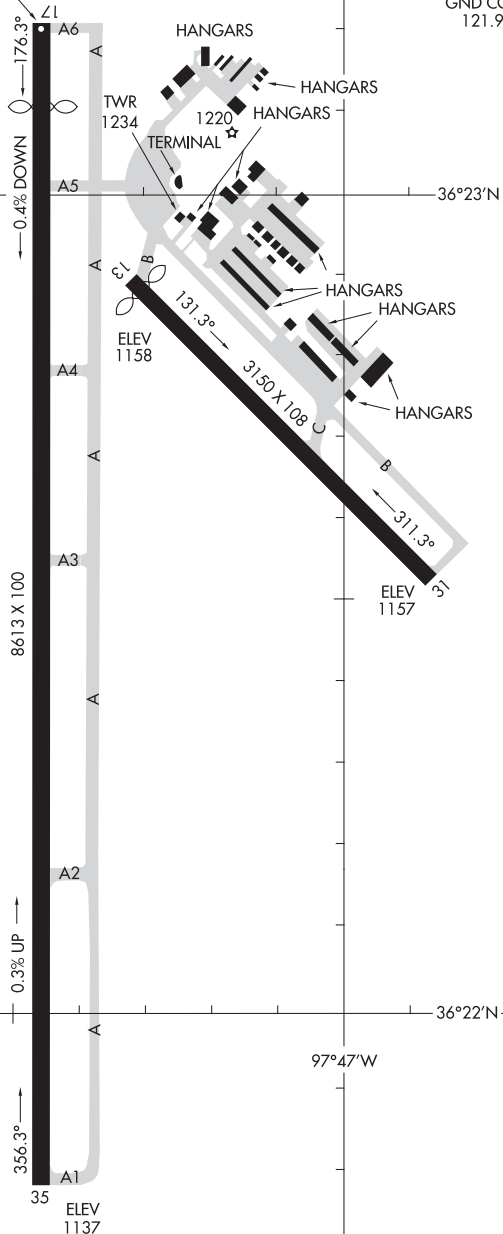 GND CO
121.9
17
A6
176.3°
A
HANGARS
HANGARS
TWR
1234
1220
HANGARS
TERMINAL
0.4% DOWN
A5
36°23'N
A
B
13
131.3°
HANGARS
HANGARS
ELEV
1158
A4
3150 X 108
HANGARS
C
A
B
311.3°
A3
ELEV
1157
31
8613 X 100
A
A2
0.3% UP
36°22'N
A
97°47'W
356.3°
A1
35
ELEV
1137